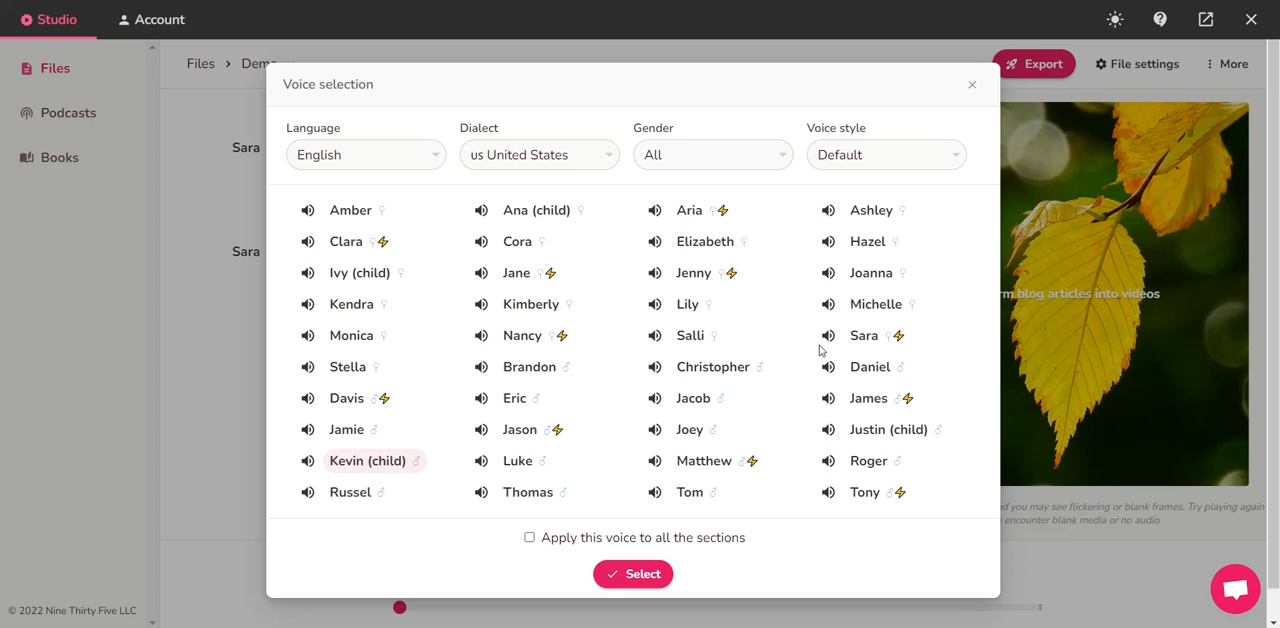 Studio Account
Files
Podcasts
Books
Files › Demo
Export File settings More
Sara
Sara
Voice selection
Language Dialect Gender Voice style
English us United States All Default
Amber Ana (child) Aria Ashley
Clara Cora Elizabeth Hazel
Ivy (child) Jane Jenny Joanna
Kendra Kimberly Lily Michelle
Monica Nancy Salli Sara
Stella Brandon Christopher Daniel
Davis Eric Jacob James
Jamie Jason Joey Justin (child)
Kevin (child) Luke Matthew Roger
Russel Thomas Tom Tony
Apply this voice to all the sections
Select
blog articles into videos
you may see flickering or blank frames. Try playing again
encounter blank media or no audio.
© 2022 Nine Thirty Five LLC